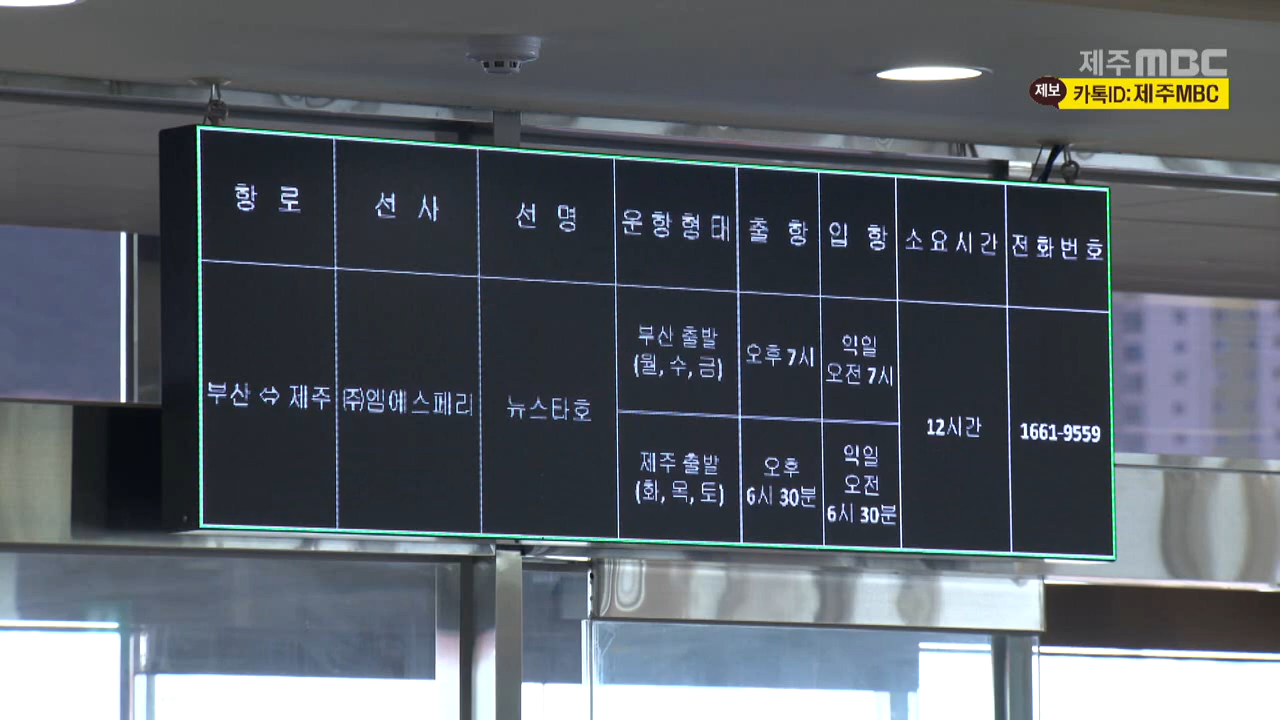 제주MBC
제보 카톡ID:제주MBC
항로 선사 선명 운항형태 출항 입항 소요시간 전화번호
부산 ⇔ 제주 ㈜엠에스페리 뉴스타호
부산 출발
(월, 수, 금)
오후 7시
익일
오전 7시
제주 출발
(화, 목, 토)
오후
6시 30분
익일
오전
6시 30분
12시간
1661-9559